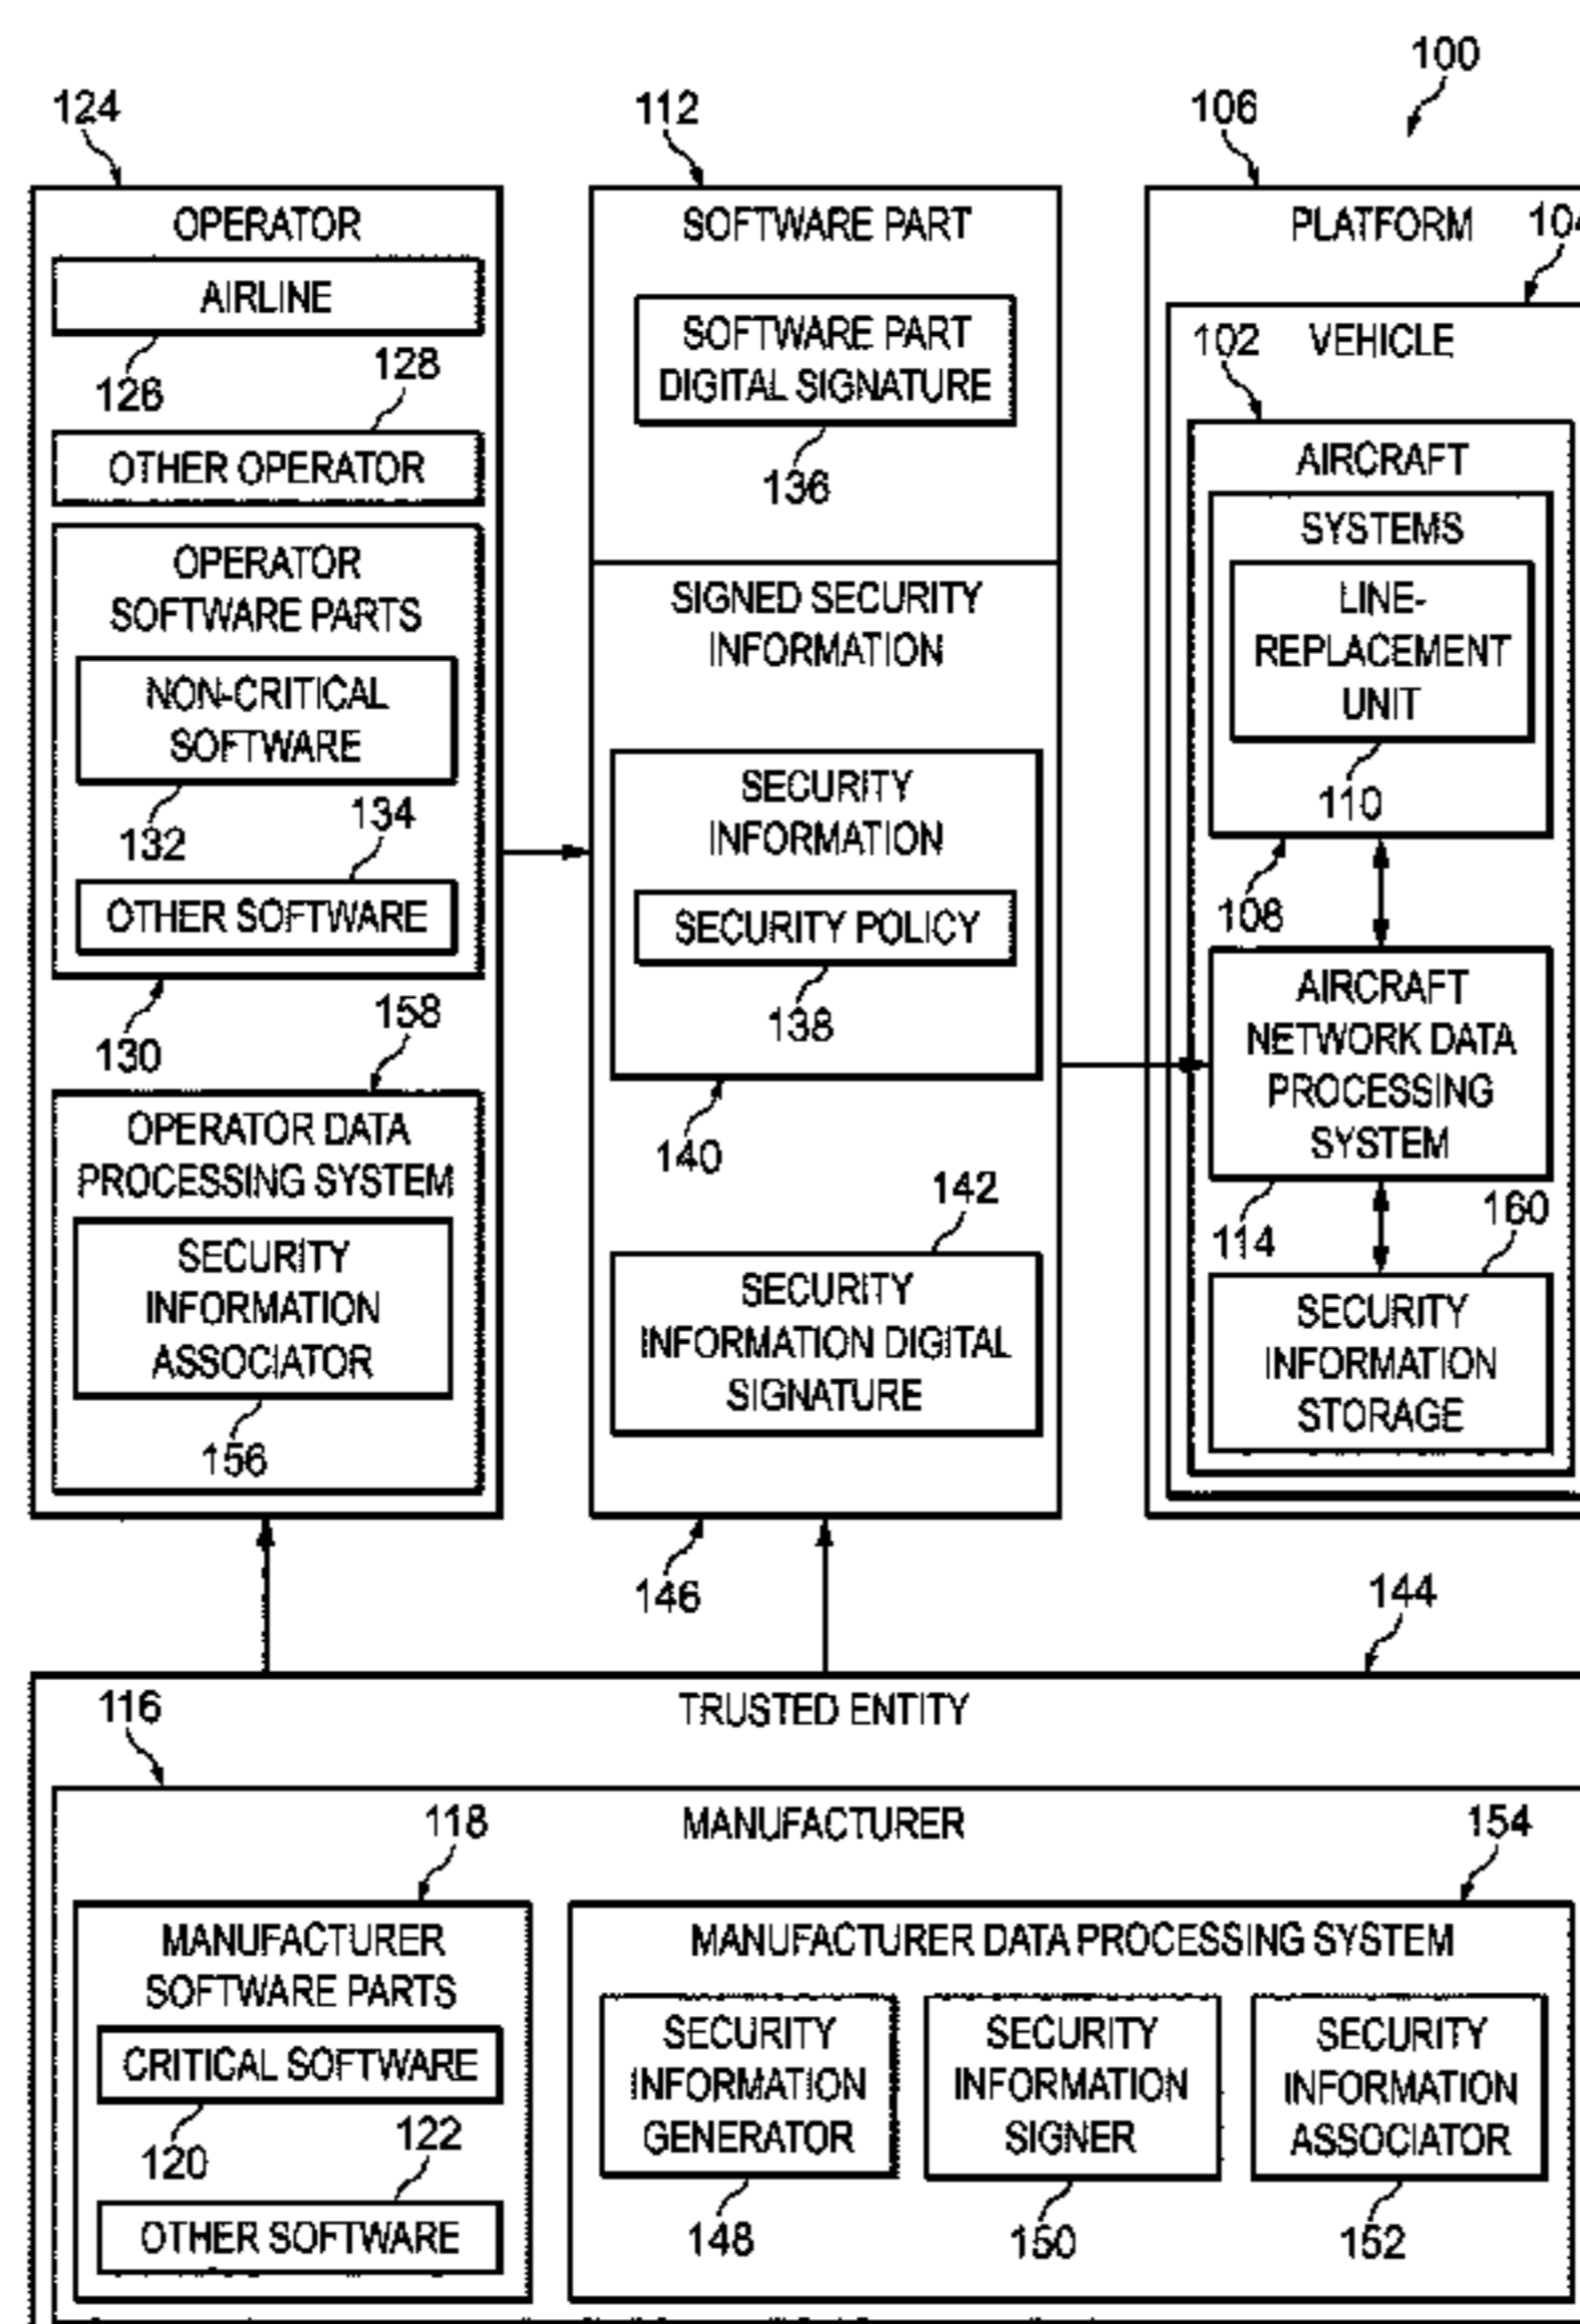 100
124
OPERATOR
AIRLINE
126
128
OTHER OPERATOR
OPERATOR
SOFTWARE PARTS
NON-CRITICAL
SOFTWARE
132
134
OTHER SOFTWARE
130
158
OPERATOR DATA
PROCESSING SYSTEM
SECURITY
INFORMATION
ASSOCIATOR
156
112
SOFTWARE PART
SOFTWARE PART
DIGITAL SIGNATURE
136
SIGNED SECURITY
INFORMATION
SECURITY
INFORMATION
SECURITY POLICY
138
140
142
SECURITY
INFORMATION DIGITAL
SIGNATURE
146
106
PLATFORM
104
VEHICLE
102
AIRCRAFT
SYSTEMS
LINE-
REPLACEMENT
UNIT
110
108
AIRCRAFT
NETWORK DATA
PROCESSING
SYSTEM
114
160
SECURITY
INFORMATION
STORAGE
144
TRUSTED ENTITY
116
MANUFACTURER
118
MANUFACTURER
SOFTWARE PARTS
CRITICAL SOFTWARE
120
122
OTHER SOFTWARE
154
MANUFACTURER DATA PROCESSING SYSTEM
SECURITY
INFORMATION
GENERATOR
148
SECURITY
INFORMATION
SIGNER
150
SECURITY
INFORMATION
ASSOCIATOR
152